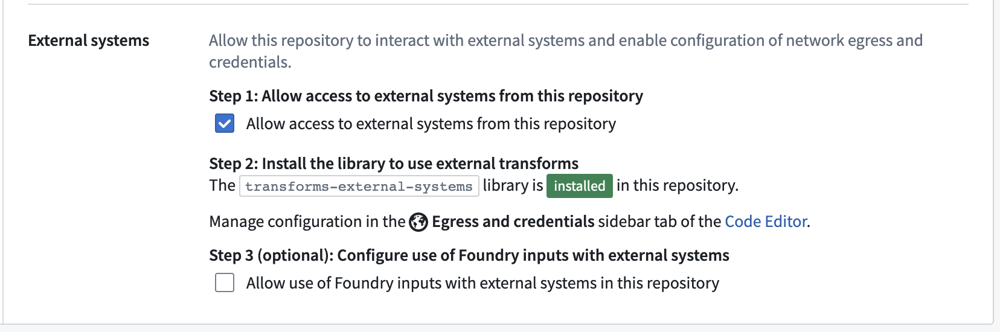 External systems
Allow this repository to interact with external systems and enable configuration of network egress and
credentials.
Step 1: Allow access to external systems from this repository
Allow access to external systems from this repository
Step 2: Install the library to use external transforms
The transforms-external-systems library is installed in this repository.
Manage configuration in the Egress and credentials sidebar tab of the Code Editor.
Step 3 (optional): Configure use of Foundry inputs with external systems
Allow use of Foundry inputs with external systems in this repository